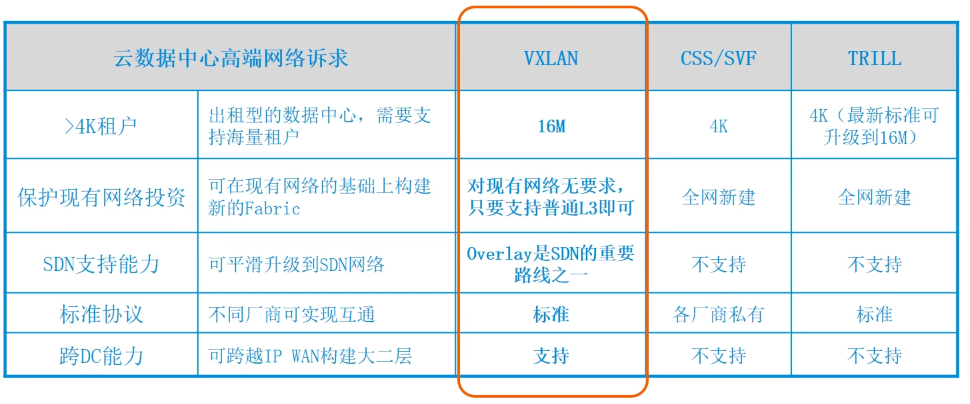 云数据中心高端网络诉求 VXLAN CSS/SVF TRILL
>4K租户 出租型的数据中心，需要支 16M 4K 4K（最新标准可
持海量租户 升级到16M）
保护现有网络投资 可在现有网络的基础上构建 对现有网络无要求， 全网新建 全网新建
新的Fabric 只要支持普通L3即可
SDN支持能力 可平滑升级到SDN网络 Overlay是SDN的重要 不支持 不支持
路线之一
标准协议 不同厂商可实现互通 标准 各厂商私有 标准
跨DC能力 可跨越IP WAN构建大二层 支持 不支持 不支持